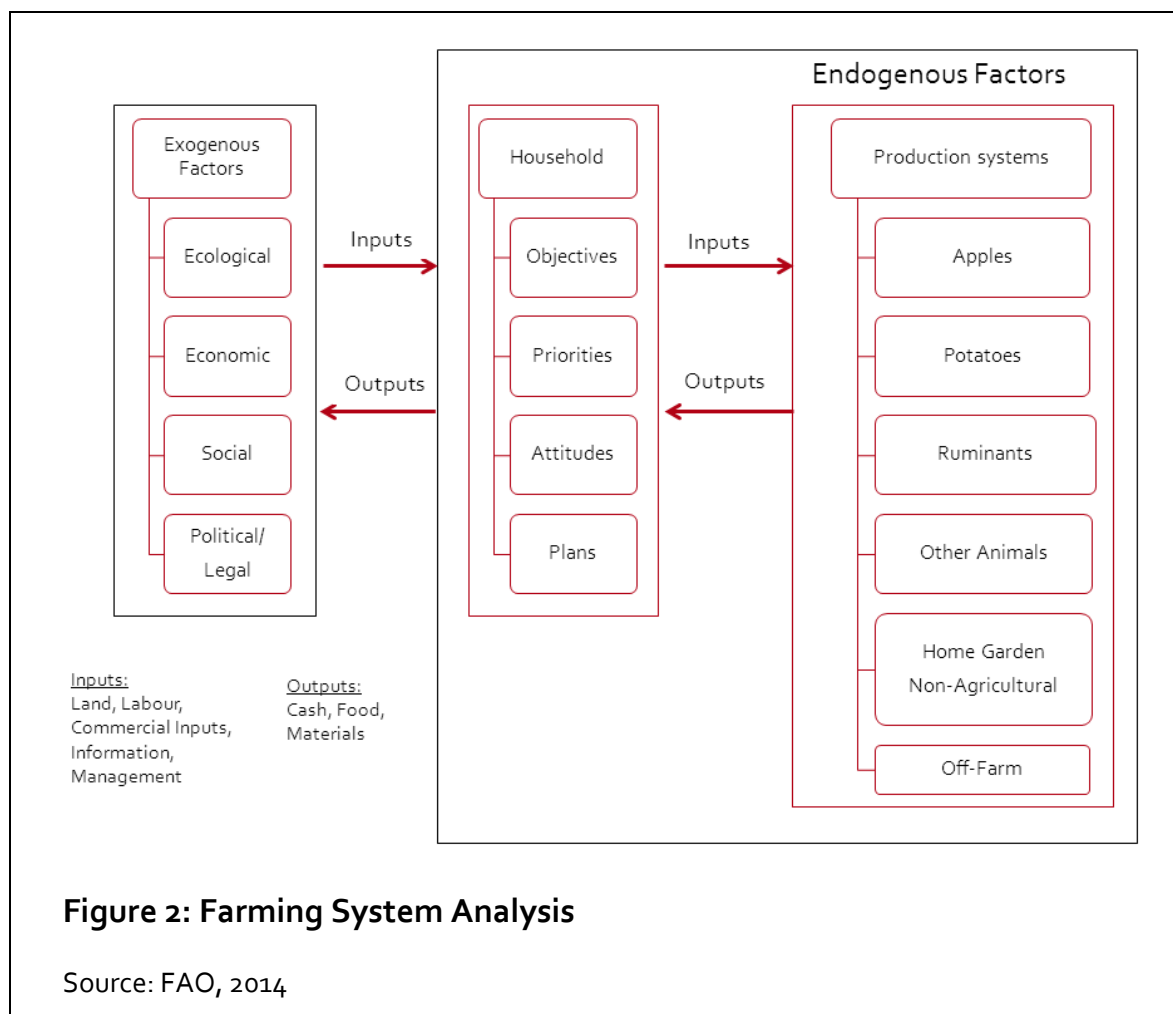 Endogenous Factors
Exogenous
Factors
Ecological
Economic
Social
Political/
Legal
Inputs
Outputs
Household
Objectives
Priorities
Attitudes
Plans
Inputs
Outputs
Production systems
Apples
Potatoes
Ruminants
Other Animals
Home Garden
Non-Agricultural
Off-Farm
Inputs:
Land, Labour,
Commercial Inputs,
Information,
Management
Outputs:
Cash, Food,
Materials
Figure 2: Farming System Analysis
Source: FAO, 2014